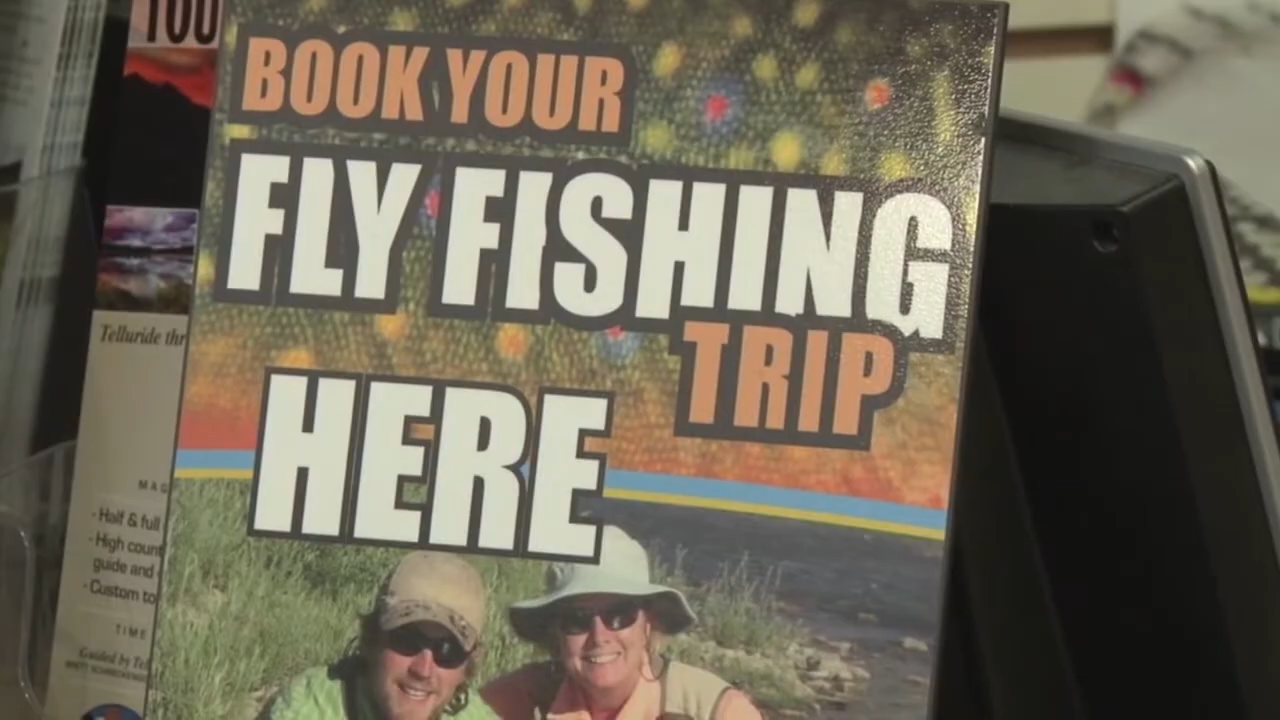 BOOK YOUR
FLY FISHING
TRIP
HERE
YOU
Telluride thr
MAG
- Half & full
- High count
guide and
- Custom to
TIME
Guided by Tel